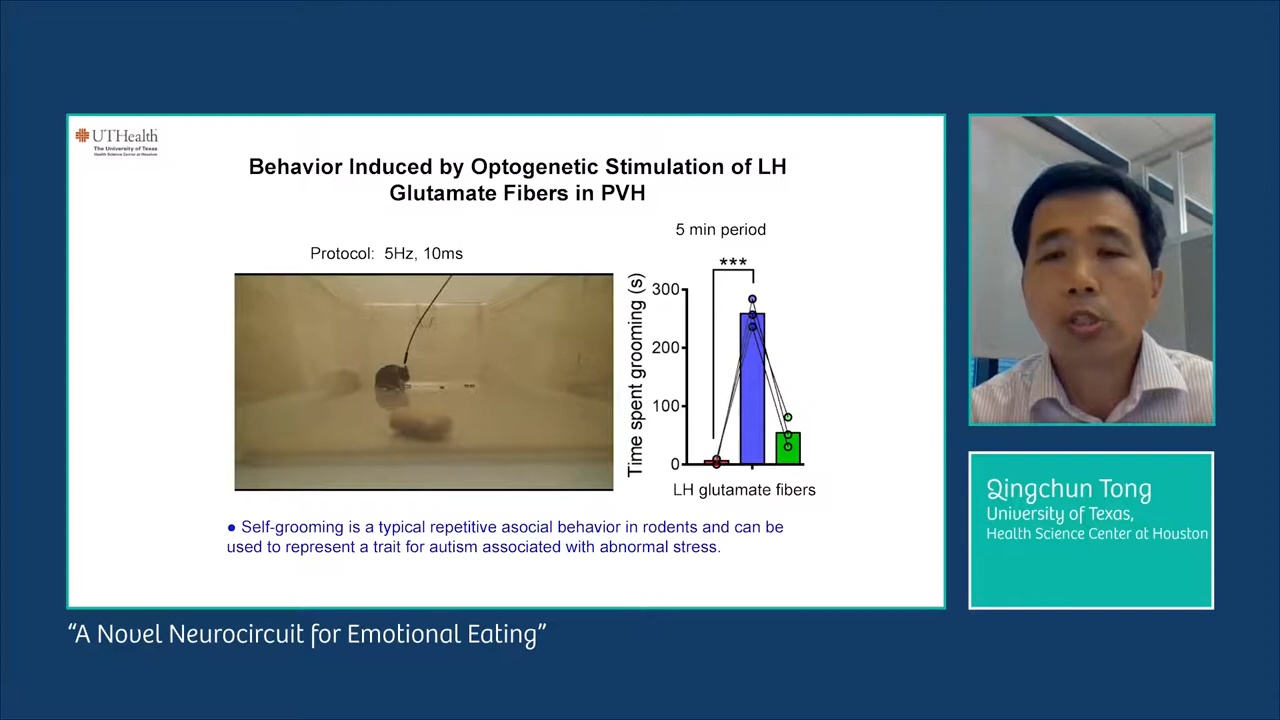 UTHealth
The University of Texas
Health Science Center at Houston
Behavior Induced by Optogenetic Stimulation of LH
Glutamate Fibers in PVH
Protocol: 5Hz, 10ms
5 min period
***
Time spent grooming (s)
300
200
100
0
LH glutamate fibers
● Self-grooming is a typical repetitive asocial behavior in rodents and can be
used to represent a trait for autism associated with abnormal stress.
Qingchun Tong
University of Texas,
Health Science Center at Houston
“A Novel Neurocircuit for Emotional Eating”